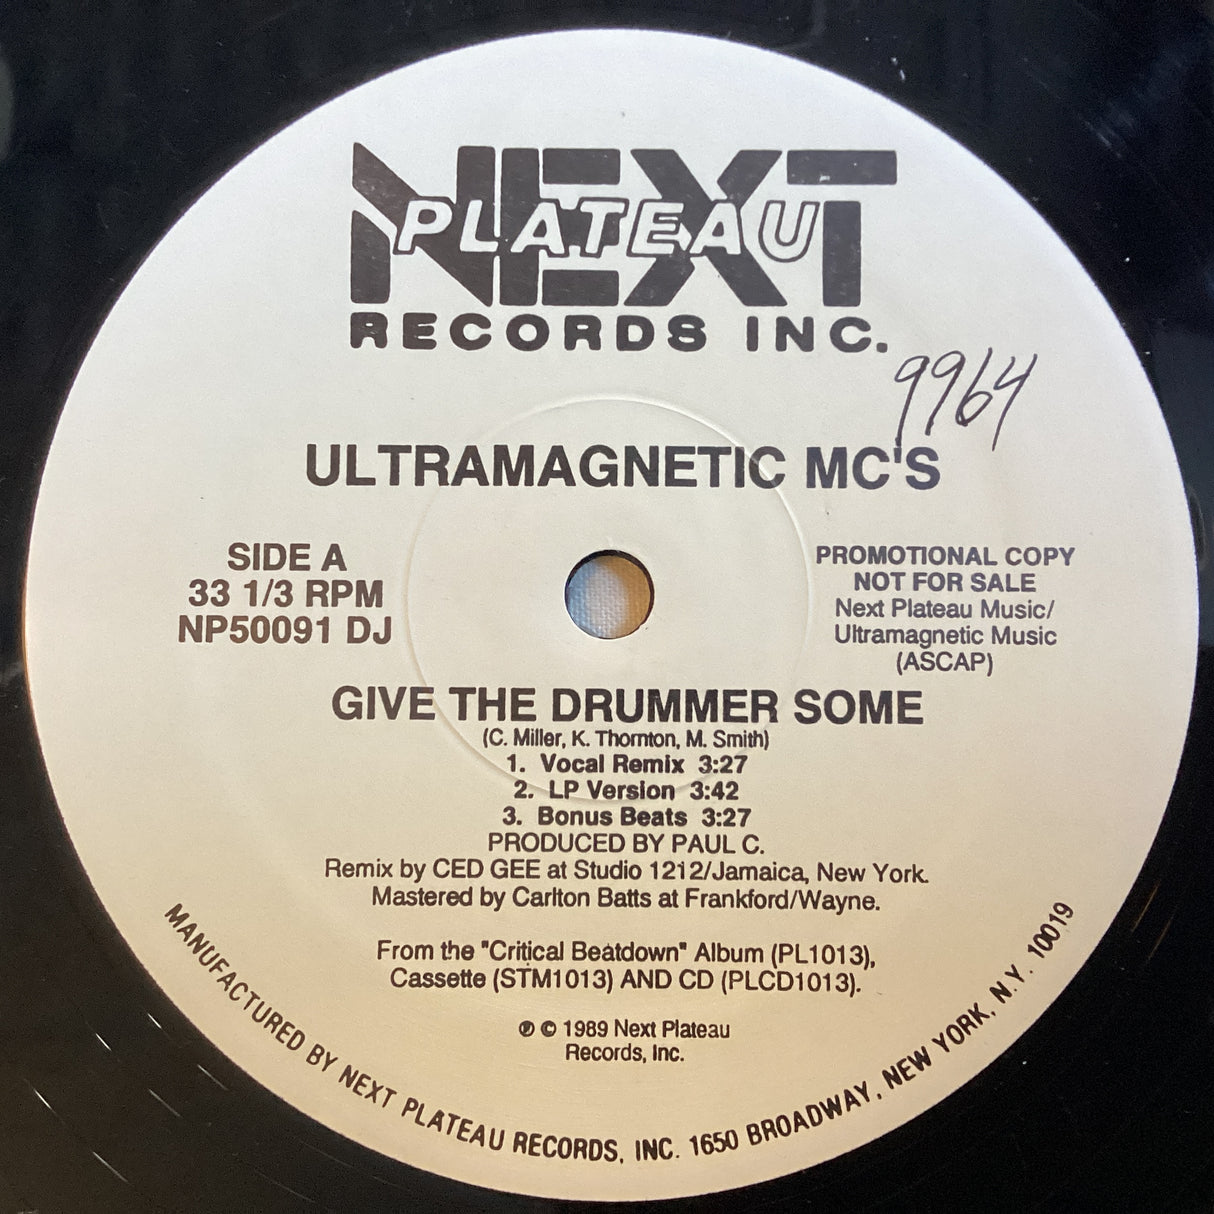 NEXT
PLATEAU
RECORDS INC.
9964
ULTRAMAGNETIC MC'S
SIDE A
33 1/3 RPM
NP50091 DJ
PROMOTIONAL COPY
NOT FOR SALE
Next Plateau Music/
Ultramagnetic Music
(ASCAP)
GIVE THE DRUMMER SOME
(C. Miller, K. Thornton, M. Smith)
1. Vocal Remix 3:27
2. LP Version 3:42
3. Bonus Beats 3:27
PRODUCED BY PAUL C.
Remix by CED GEE at Studio 1212/Jamaica, New York.
Mastered by Carlton Batts at Frankford/Wayne.
From the "Critical Beatdown" Album (PL1013),
Cassette (STM1013) AND CD (PLCD1013).
℗ © 1989 Next Plateau
Records, Inc.
MANUFACTURED BY NEXT PLATEAU RECORDS, INC. 1650 BROADWAY, NEW YORK, N.Y. 10019